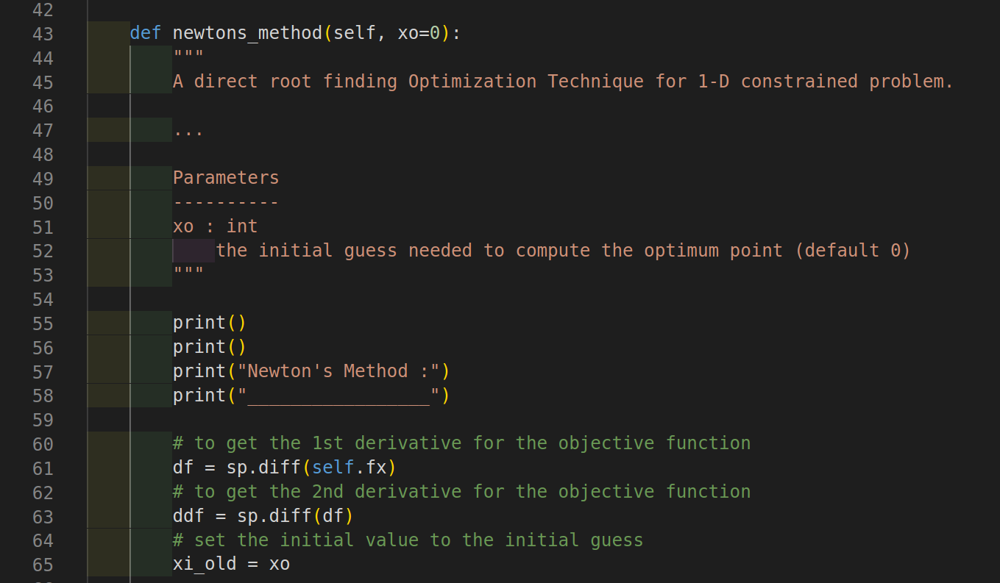 42
43 def newtons_method(self, xo=0):
44 """
45 A direct root finding Optimization Technique for 1-D constrained problem.
46
47 ...
48
49 Parameters
50 ----------
51 xo : int
52 the initial guess needed to compute the optimum point (default 0)
53 """
54
55 print()
56 print()
57 print("Newton's Method :")
58 print("_________________")
59
60 # to get the 1st derivative for the objective function
61 df = sp.diff(self.fx)
62 # to get the 2nd derivative for the objective function
63 ddf = sp.diff(df)
64 # set the initial value to the initial guess
65 xi_old = xo